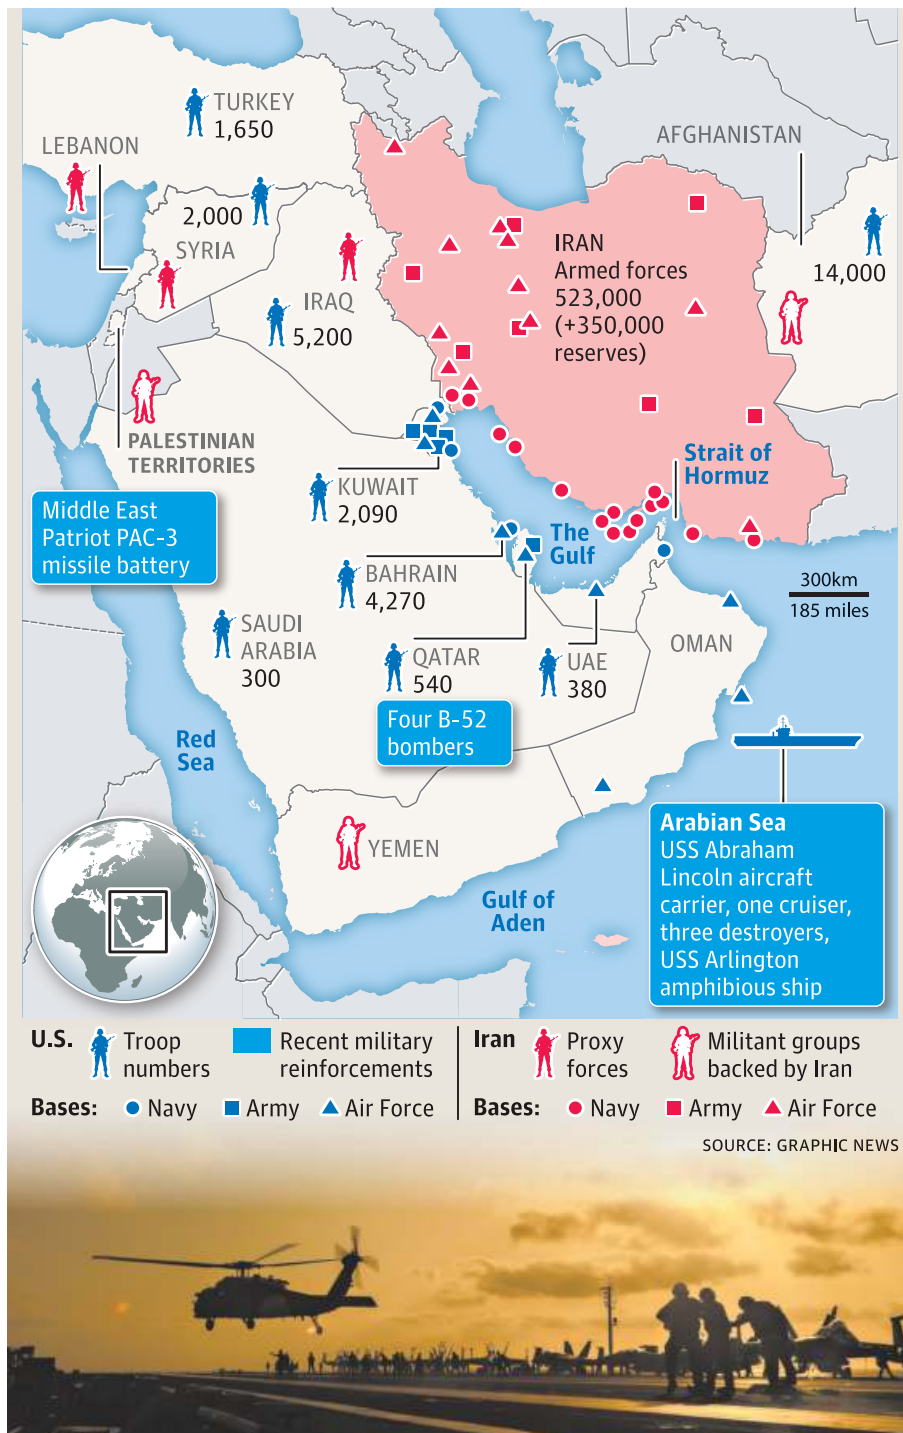 TURKEY
1,650
LEBANON
AFGHANISTAN
2,000
SYRIA
IRAN
Armed forces
523,000
(+350,000
reserves)
14,000
IRAQ
5,200
PALESTINIAN
TERRITORIES
Strait of
Hormuz
KUWAIT
2,090
Middle East
Patriot PAC-3
missile battery
The
Gulf
BAHRAIN
4,270
300km
185 miles
SAUDI
ARABIA
300
QATAR
540
UAE
380
OMAN
Four B-52
bombers
Red
Sea
YEMEN
Arabian Sea
USS Abraham
Lincoln aircraft
carrier, one cruiser,
three destroyers,
USS Arlington
amphibious ship
Gulf of
Aden
U.S.
Troop
numbers
Recent military
reinforcements
Bases:
Navy
Army
Air Force
Iran
Proxy
forces
Militant groups
backed by Iran
Bases:
Navy
Army
Air Force
SOURCE: GRAPHIC NEWS